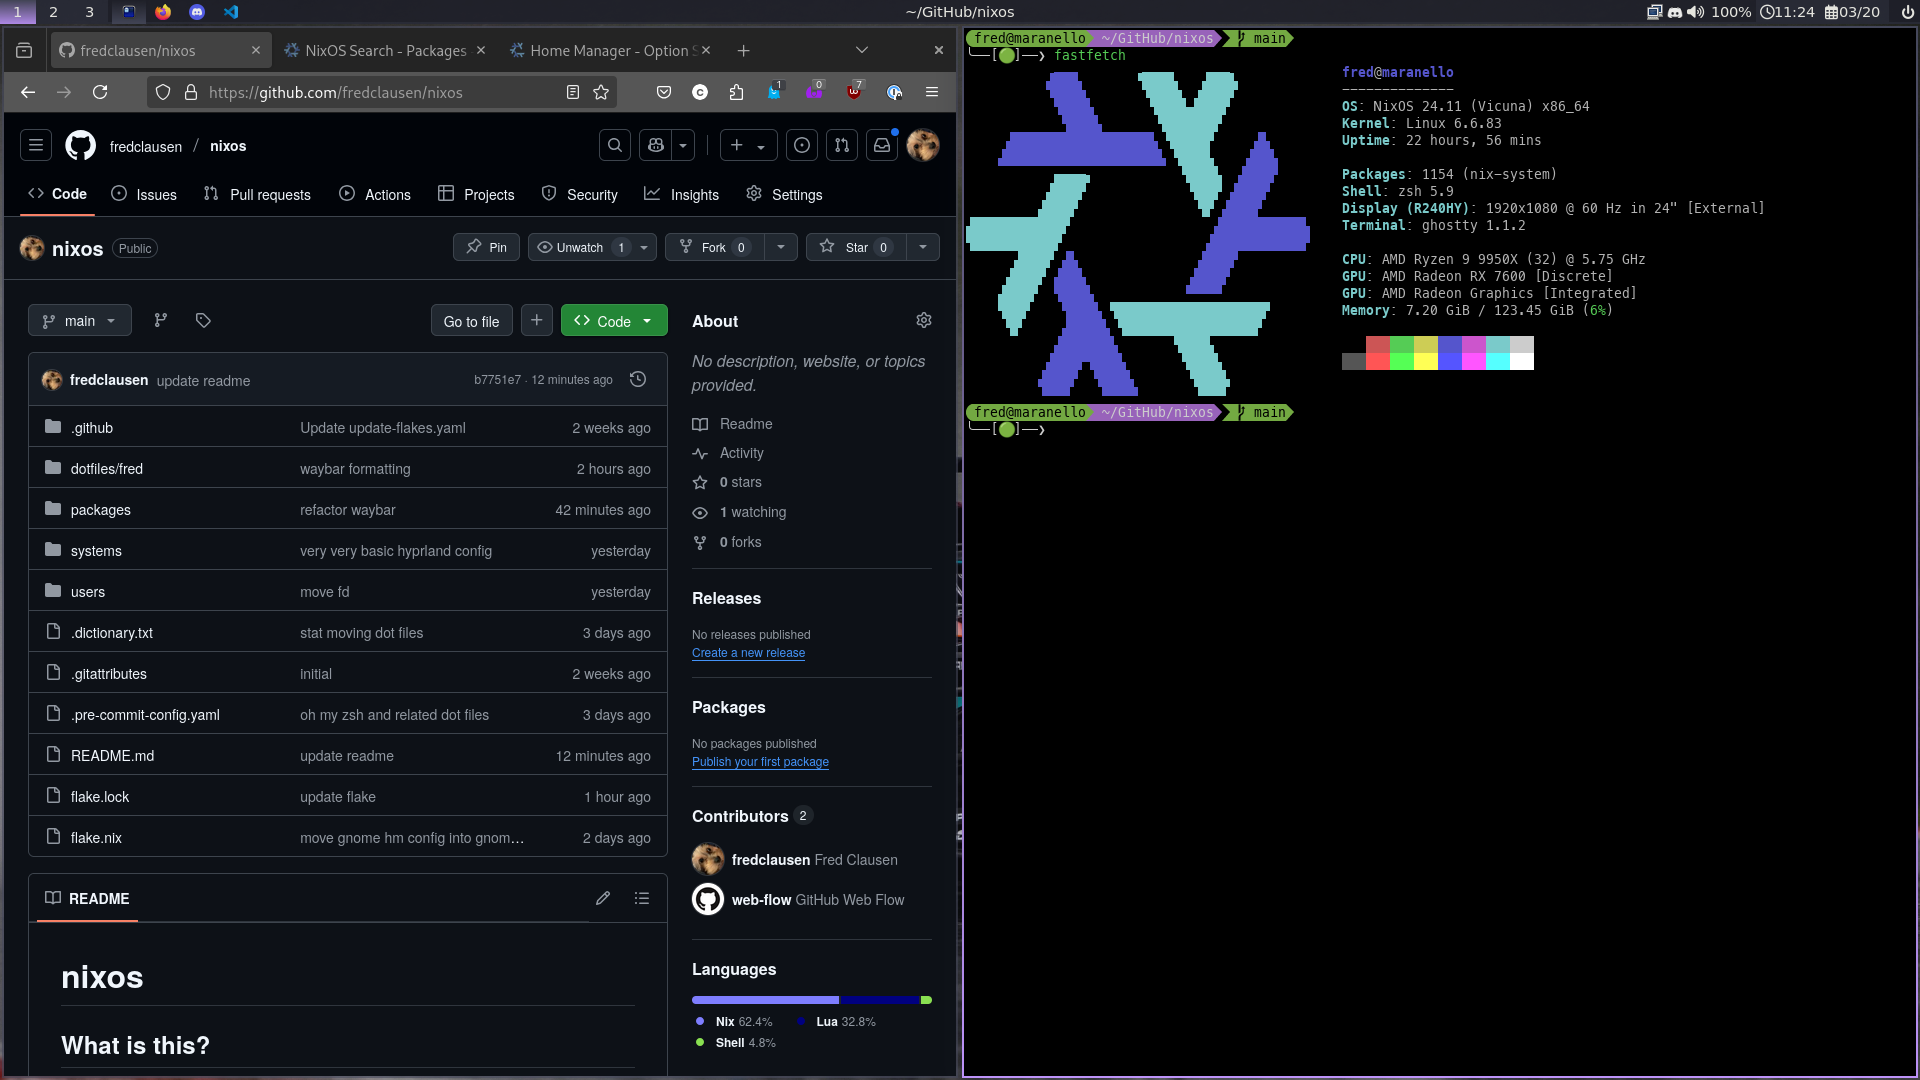 1 2 3 ~/GitHub/nixos 100% 11:24 03/20
fredclausen/nixos
NixOS Search - Packages
Home Manager - Option S
https://github.com/fredclausen/nixos
1 0 7
fredclausen / nixos
Code Issues Pull requests Actions Projects Security Insights Settings
nixos Public Pin Unwatch 1 Fork 0 Star 0
main Go to file Code
fredclausen update readme b7751e7 · 12 minutes ago
.github Update update-flakes.yaml 2 weeks ago
dotfiles/fred waybar formatting 2 hours ago
packages refactor waybar 42 minutes ago
systems very very basic hyprland config yesterday
users move fd yesterday
.dictionary.txt stat moving dot files 3 days ago
.gitattributes initial 2 weeks ago
.pre-commit-config.yaml oh my zsh and related dot files 3 days ago
README.md update readme 12 minutes ago
flake.lock update flake 1 hour ago
flake.nix move gnome hm config into gnom... 2 days ago
README
nixos
What is this?
About
No description, website, or topics
provided.
Readme
Activity
0 stars
1 watching
0 forks
Releases
No releases published
Create a new release
Packages
No packages published
Publish your first package
Contributors 2
fredclausen Fred Clausen
web-flow GitHub Web Flow
Languages
Nix 62.4% Lua 32.8%
Shell 4.8%
fred@maranello ~/GitHub/nixos main
fastfetch
fred@maranello
--------------
OS: NixOS 24.11 (Vicuna) x86_64
Kernel: Linux 6.6.83
Uptime: 22 hours, 56 mins
Packages: 1154 (nix-system)
Shell: zsh 5.9
Display (R240HY): 1920x1080 @ 60 Hz in 24" [External]
Terminal: ghostty 1.1.2
CPU: AMD Ryzen 9 9950X (32) @ 5.75 GHz
GPU: AMD Radeon RX 7600 [Discrete]
GPU: AMD Radeon Graphics [Integrated]
Memory: 7.20 GiB / 123.45 GiB (6%)
fred@maranello ~/GitHub/nixos main